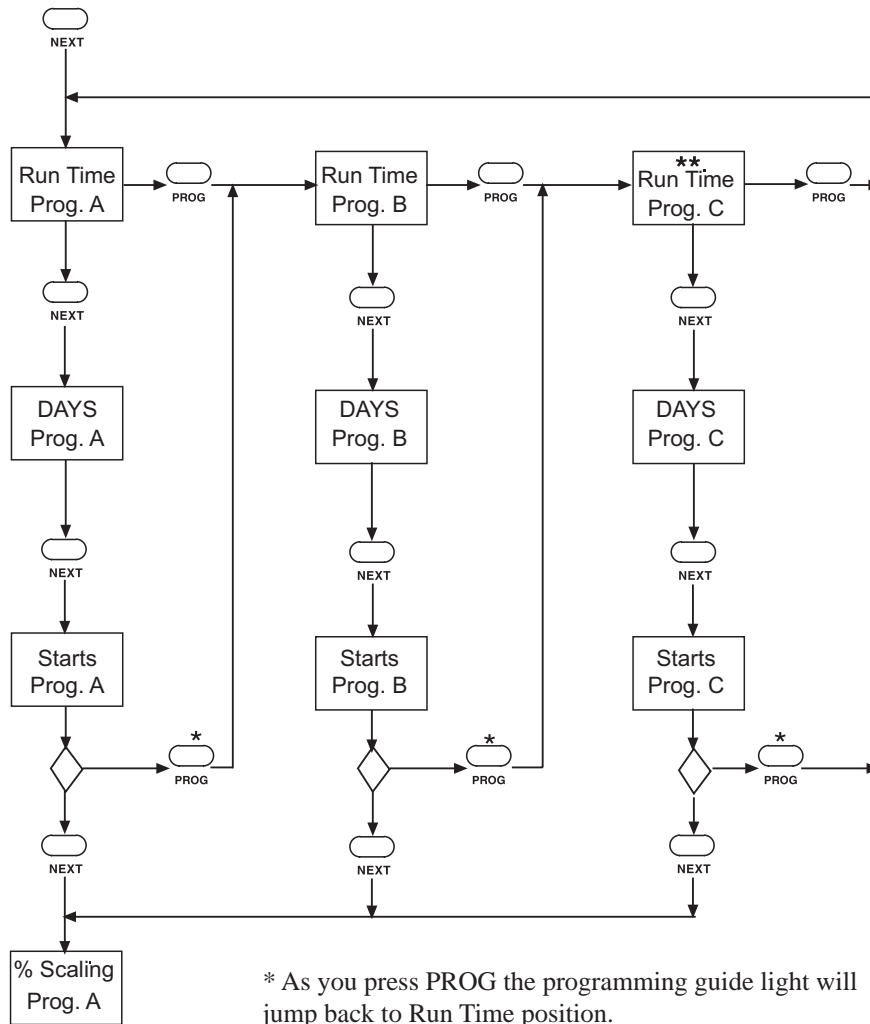 NEXT
Run Time
Prog. A
PROG
Run Time
Prog. B
PROG
**
Run Time
Prog. C
PROG
NEXT
NEXT
NEXT
DAYS
Prog. A
DAYS
Prog. B
DAYS
Prog. C
NEXT
NEXT
NEXT
Starts
Prog. A
Starts
Prog. B
Starts
Prog. C
*
PROG
*
PROG
*
PROG
NEXT
NEXT
NEXT
% Scaling
Prog. A
* As you press PROG the programming guide light will
jump back to Run Time position.